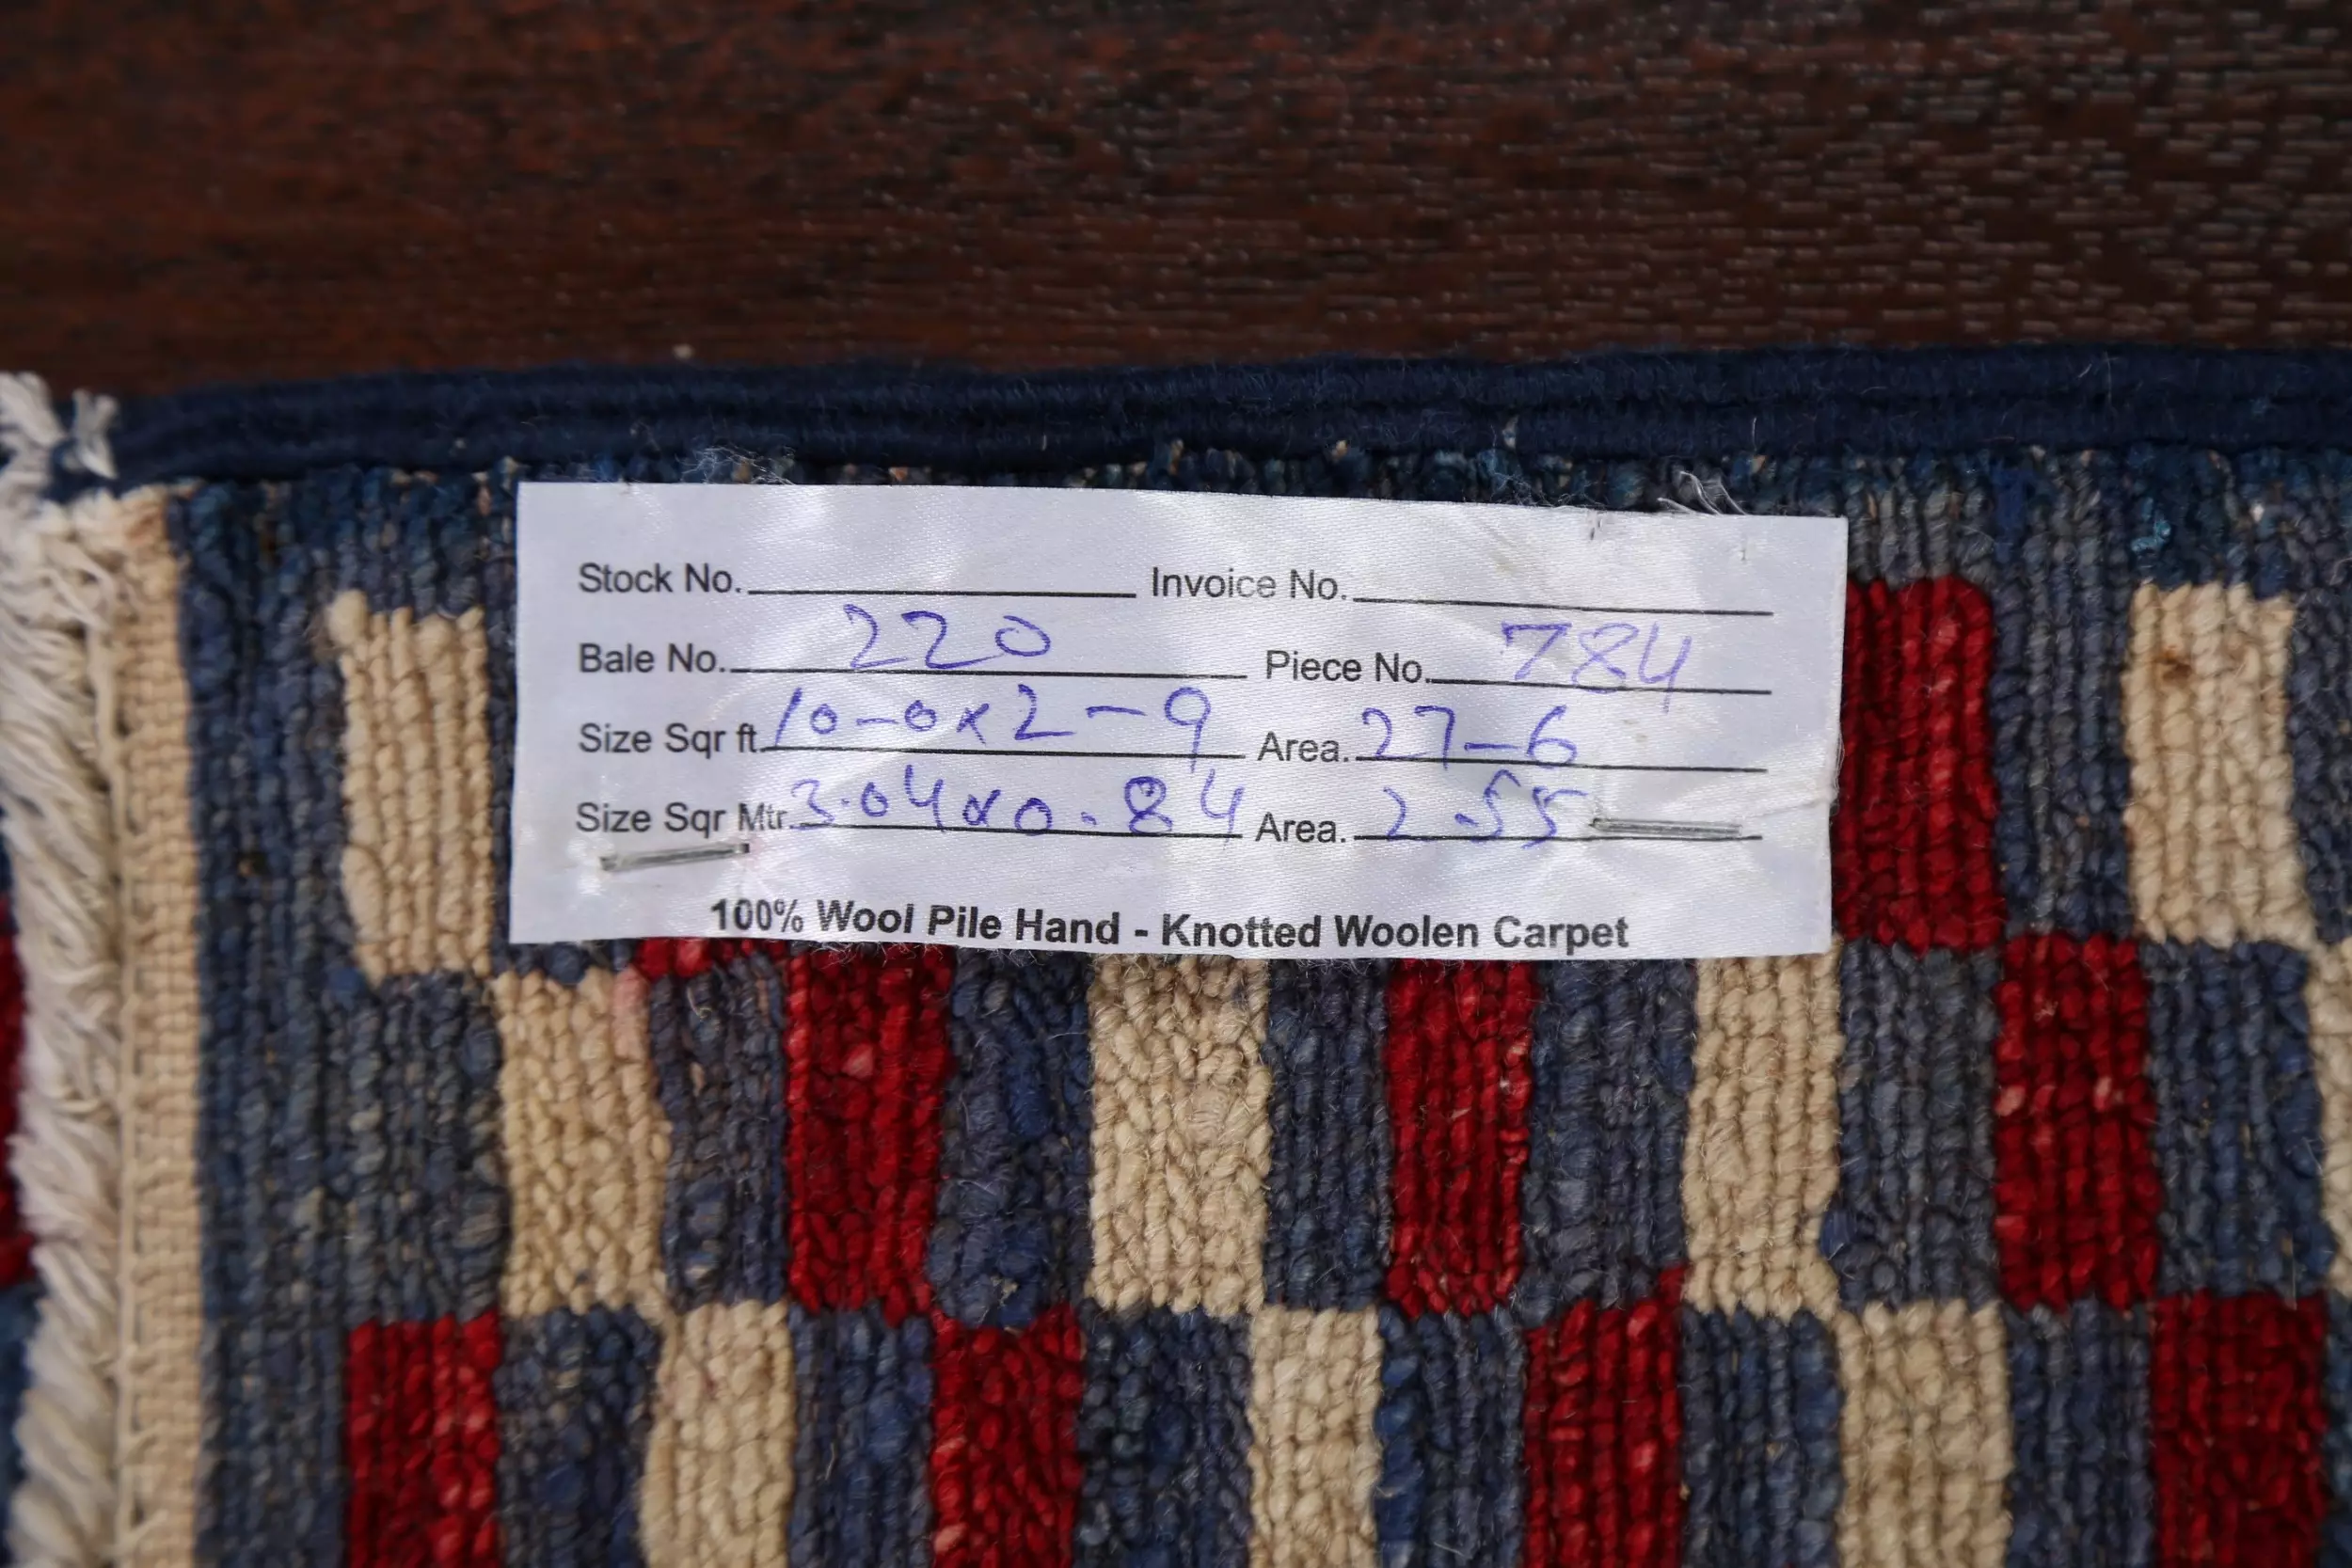 Stock No. Invoice No.
Bale No. 220 Piece No. 784
Size Sqr ft. 10-0x2-9 Area. 27-6
Size Sqr Mtr. 3.04x0.84 Area. 2.55
100% Wool Pile Hand - Knotted Woolen Carpet